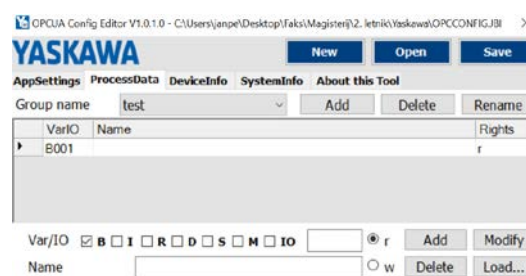 OPCUA Config Editor V1.0.1.0 - C:\Users\janpe\Desktop\Faks\Magisterij\2. letnik\Yaskawa\OPCCONFIG.JBI
YASKAWA New Open Save
AppSettings ProcessData DeviceInfo SystemInfo About this Tool
Group name test Add Delete Rename
VarIO Name Rights
B001 r
Var/IO B I R D S M IO r Add Modify
Name w Delete Load...